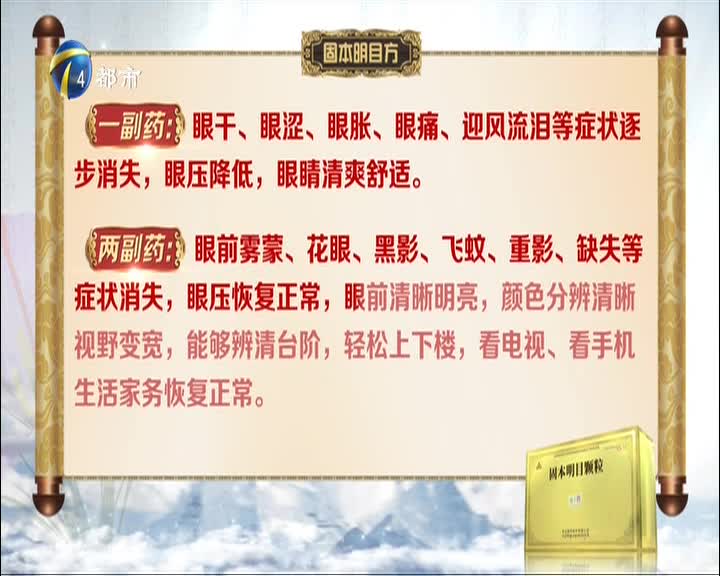 固本明目方
4 都市
一副药：眼干、眼涩、眼胀、眼痛、迎风流泪等症状逐
步消失，眼压降低，眼睛清爽舒适。
两副药：眼前雾蒙、花眼、黑影、飞蚊、重影、缺失等
症状消失，眼压恢复正常，眼前清晰明亮，颜色分辨清晰
视野变宽，能够辨清台阶，轻松上下楼，看电视、看手机
生活家务恢复正常。
固本明目颗粒